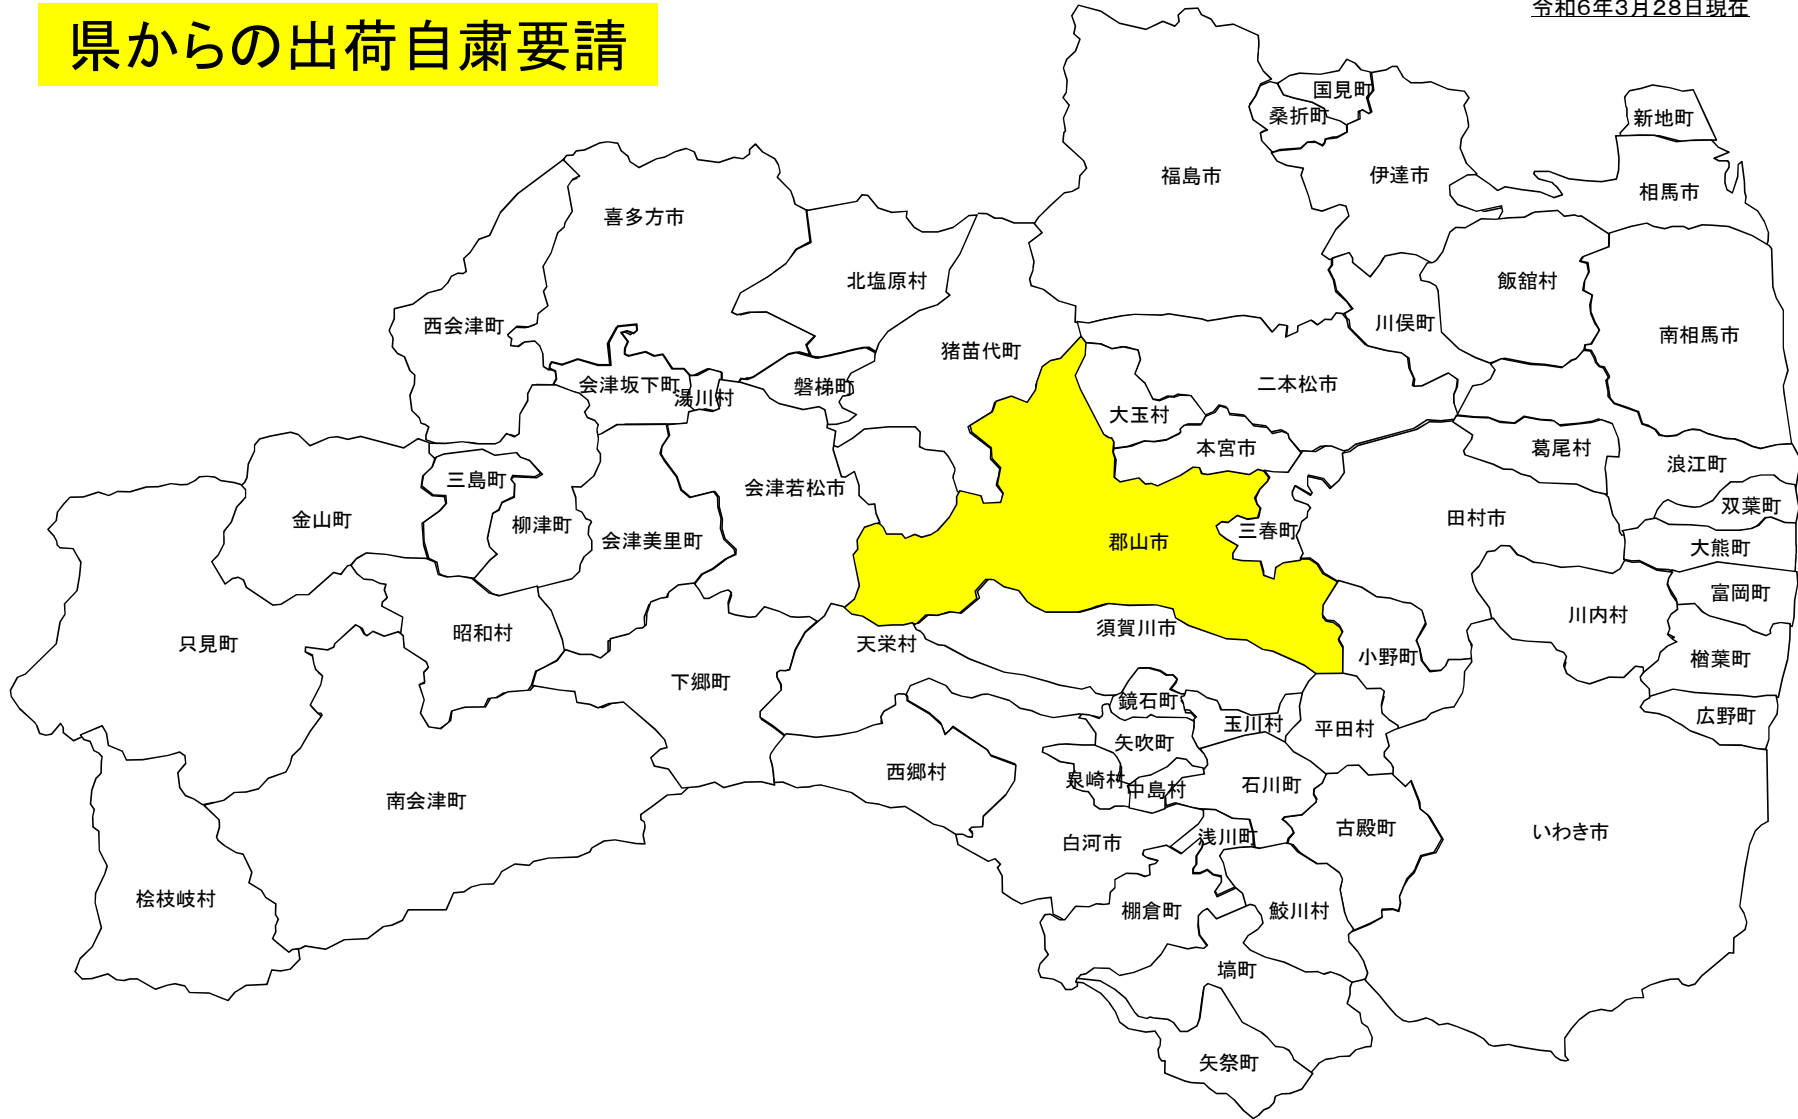 県からの出荷自粛要請
令和6年3月28日現在
国見町
桑折町
新地町
福島市
伊達市
相馬市
喜多方市
北塩原村
飯舘村
西会津町
川俣町
南相馬市
猪苗代町
会津坂下町
湯川村
磐梯町
二本松市
大玉村
本宮市
葛尾村
浪江町
三島町
会津若松市
双葉町
金山町
柳津町
会津美里町
郡山市
三春町
田村市
大熊町
富岡町
川内村
只見町
昭和村
天栄村
須賀川市
小野町
楢葉町
下郷町
鏡石町
玉川村
平田村
広野町
矢吹町
西郷村
泉崎村
中島村
石川町
南会津町
白河市
浅川町
古殿町
いわき市
桧枝岐村
棚倉町
鮫川村
塙町
矢祭町